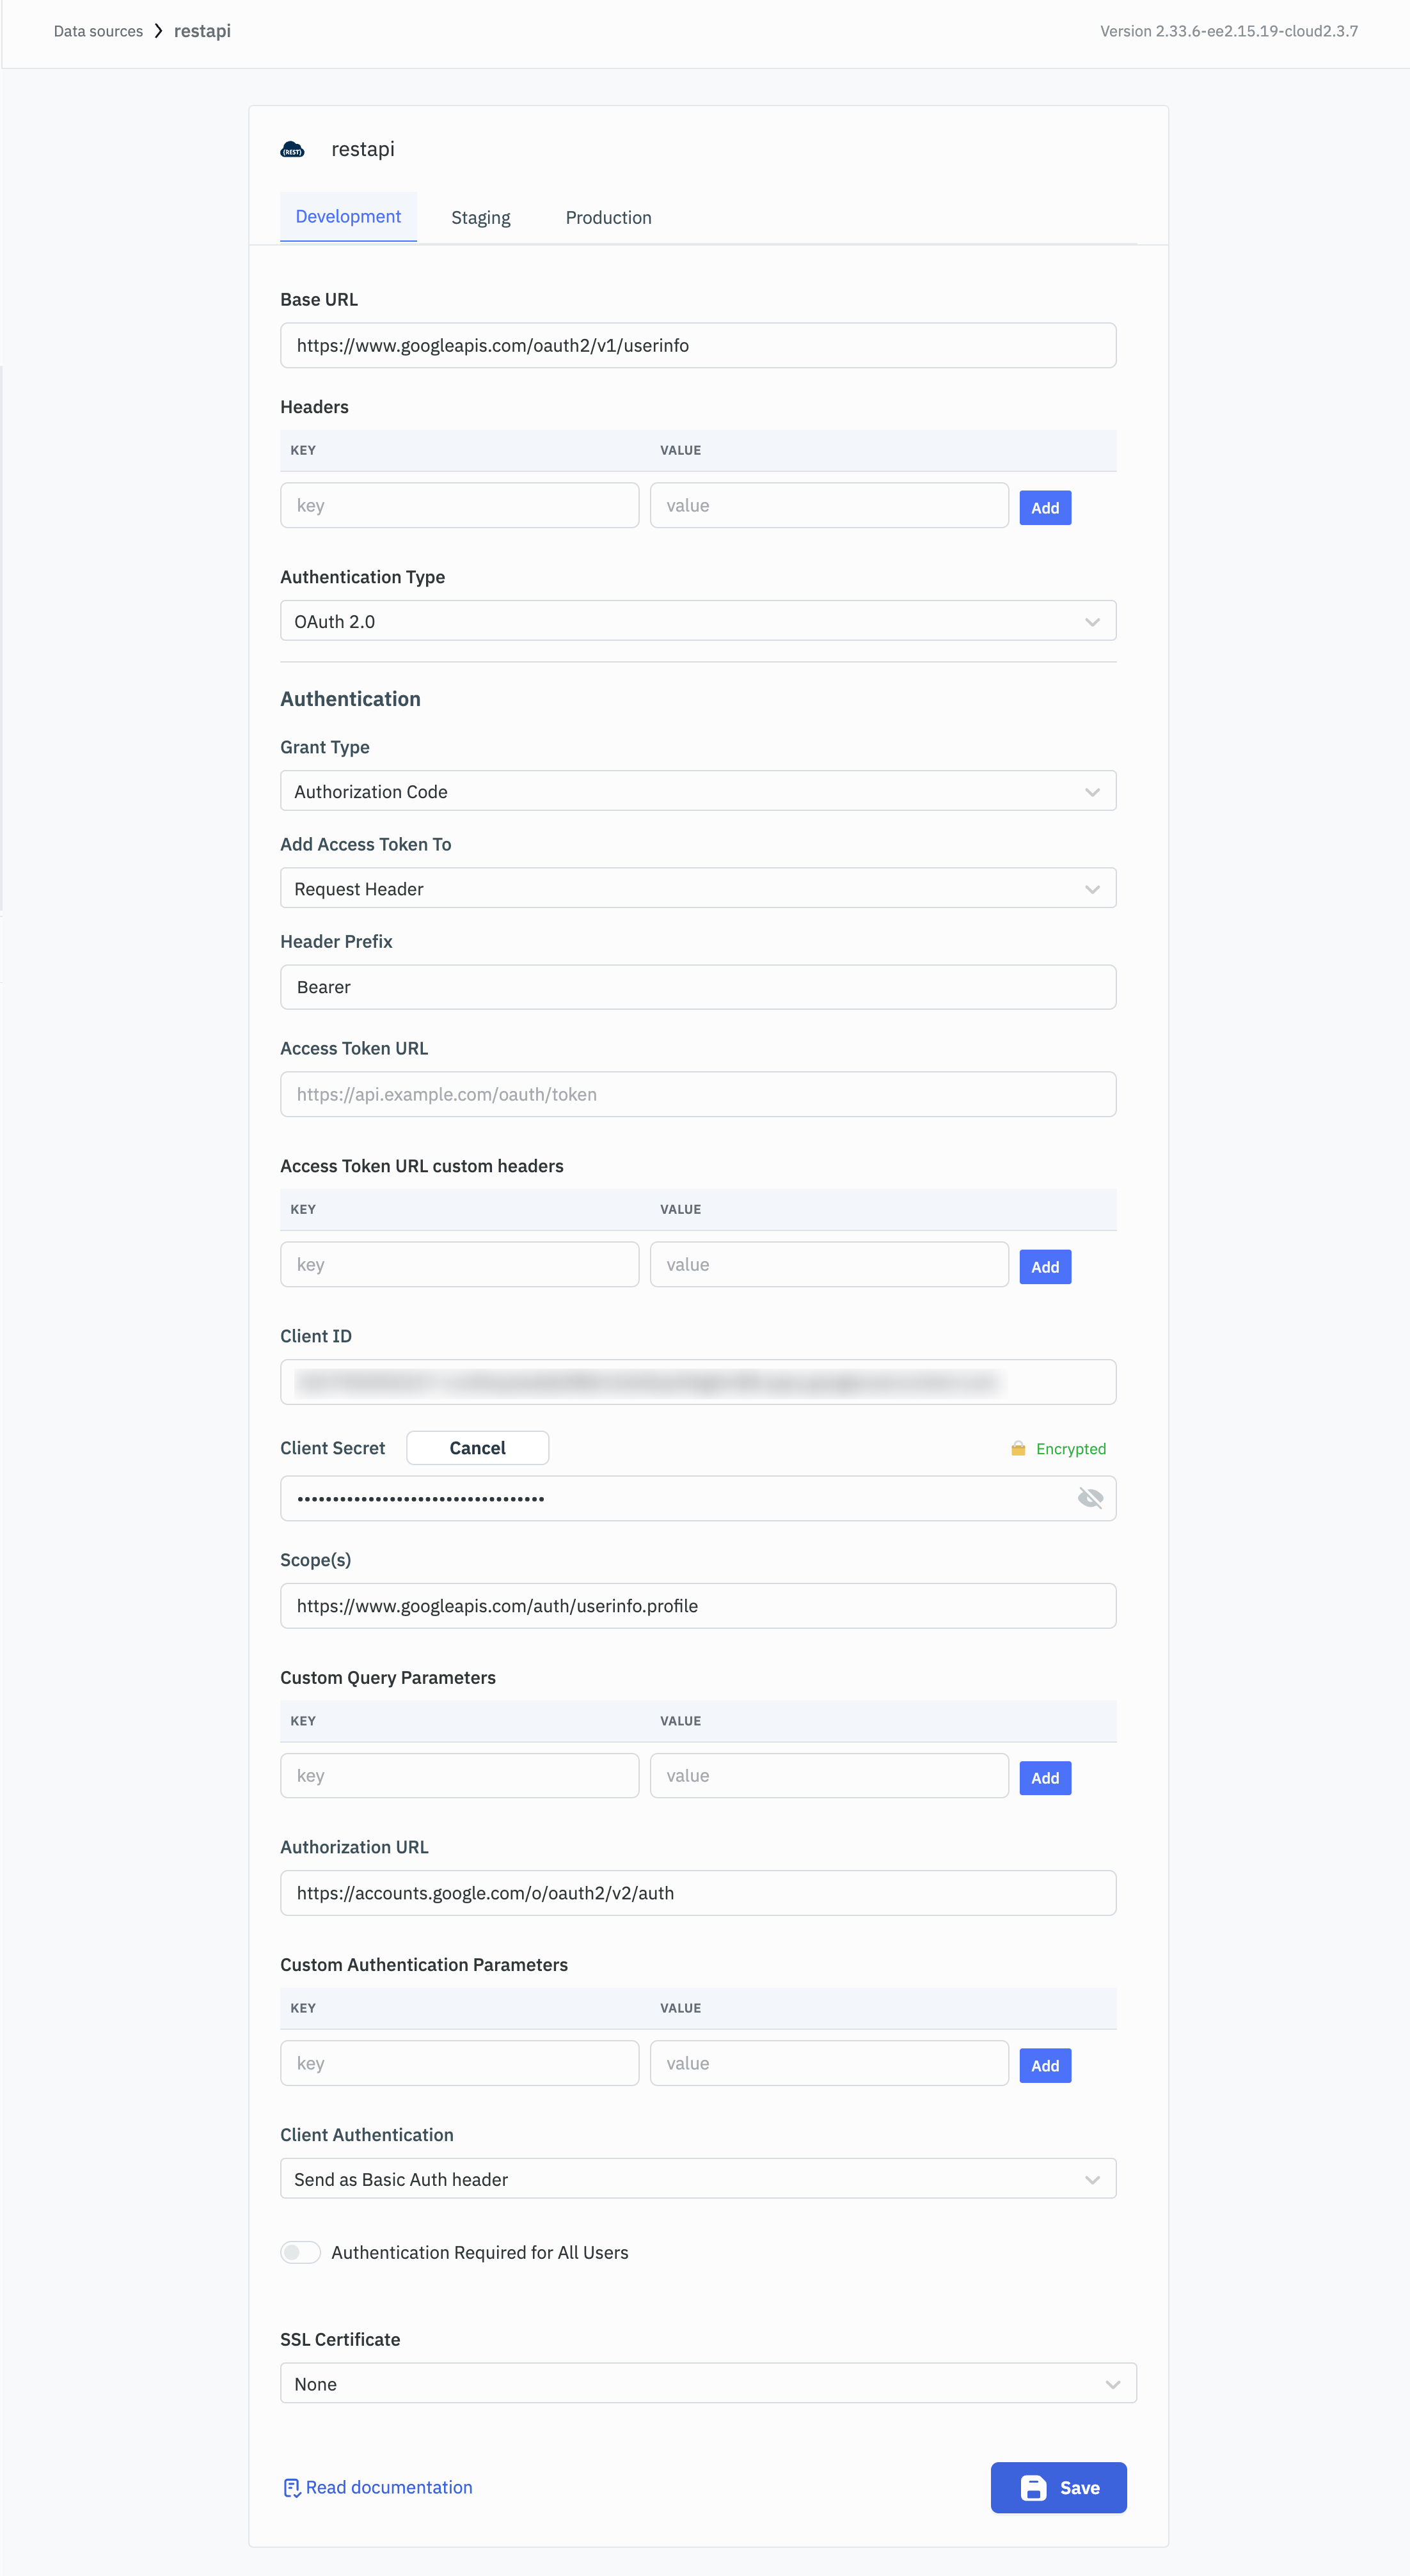 Data sources > restapi
Version 2.33.6-ee2.15.19-cloud2.3.7
{REST}
restapi
Development
Staging
Production
Base URL
https://www.googleapis.com/oauth2/v1/userinfo
Headers
KEY VALUE
key value Add
Authentication Type
OAuth 2.0
Authentication
Grant Type
Authorization Code
Add Access Token To
Request Header
Header Prefix
Bearer
Access Token URL
https://api.example.com/oauth/token
Access Token URL custom headers
KEY VALUE
key value Add
Client ID
Client Secret Cancel Encrypted
••••••••••••••••••••••••••••••••••••
Scope(s)
https://www.googleapis.com/auth/userinfo.profile
Custom Query Parameters
KEY VALUE
key value Add
Authorization URL
https://accounts.google.com/o/oauth2/v2/auth
Custom Authentication Parameters
KEY VALUE
key value Add
Client Authentication
Send as Basic Auth header
Authentication Required for All Users
SSL Certificate
None
Read documentation
Save